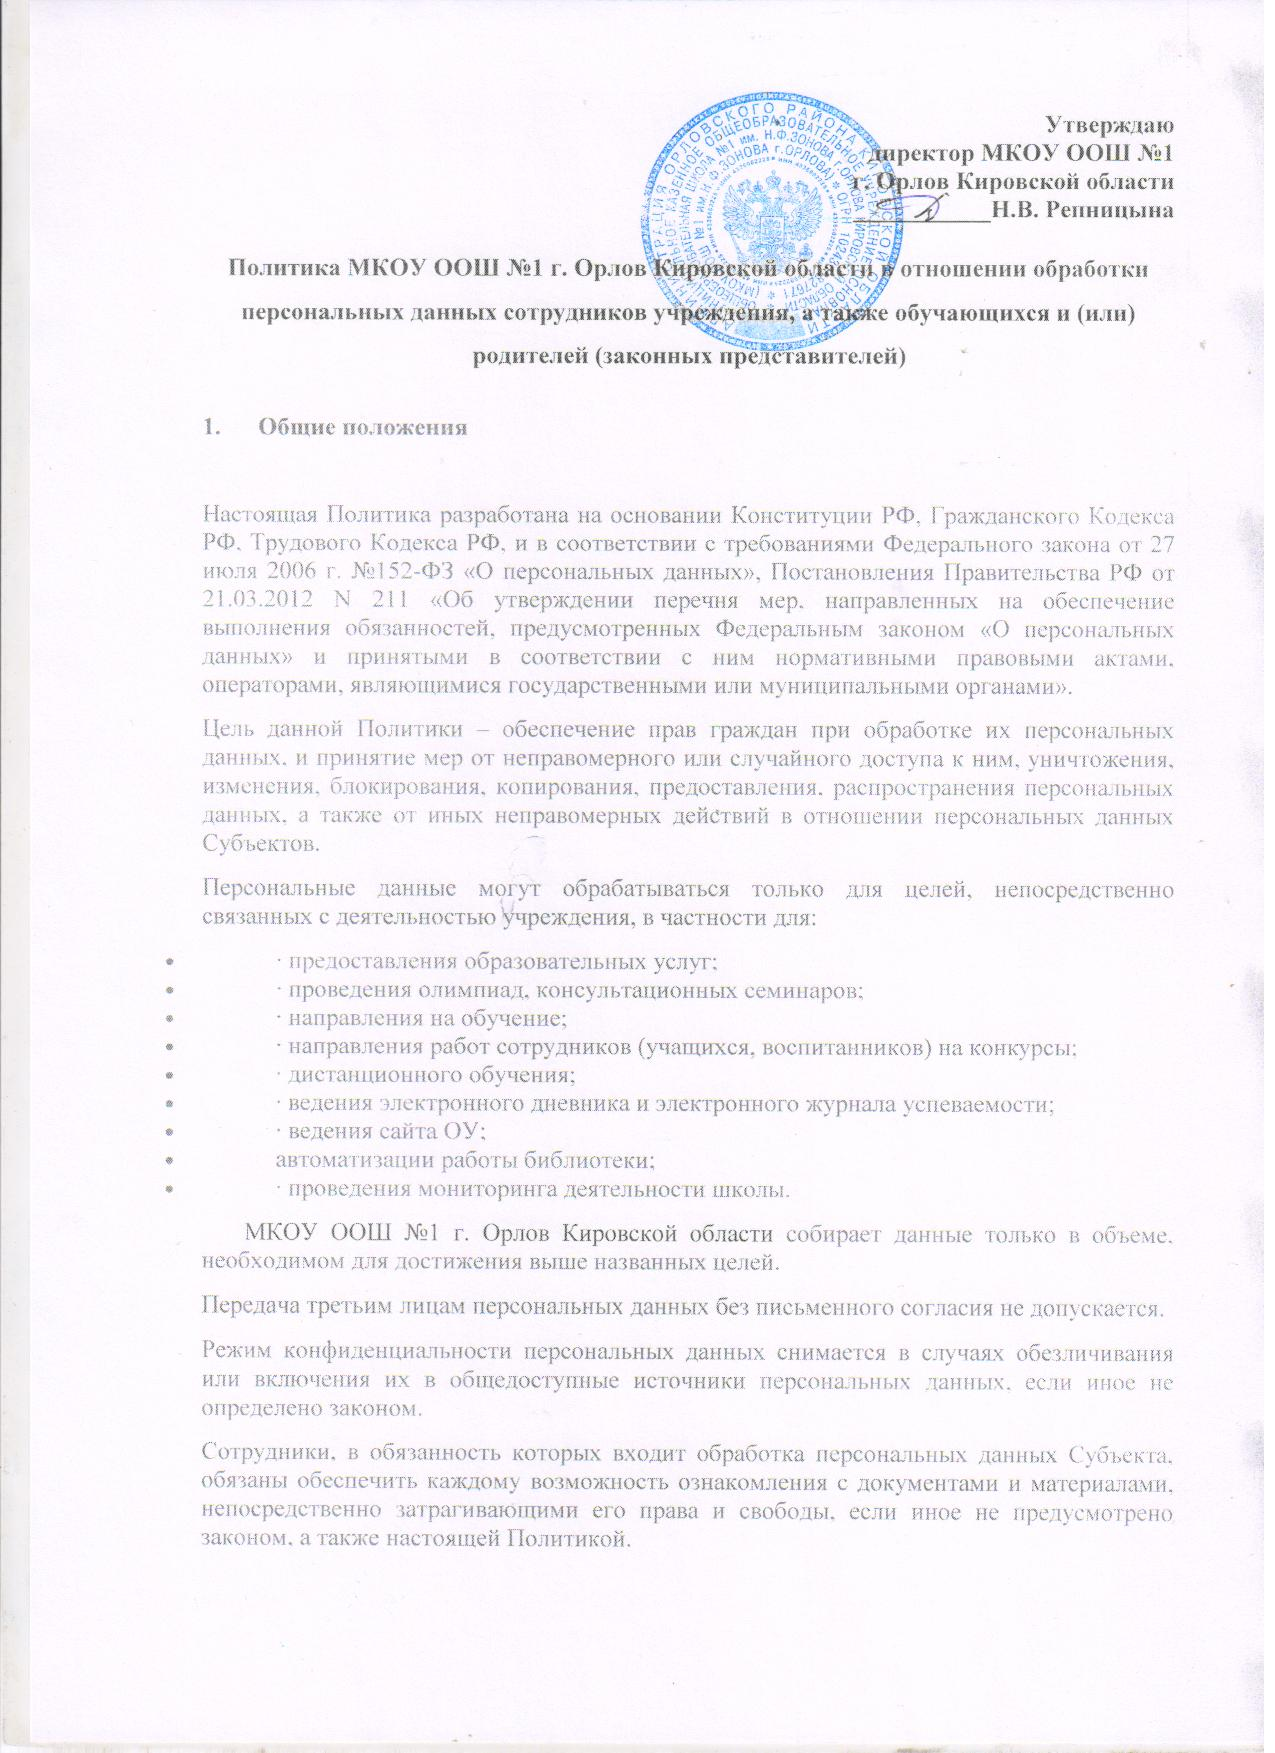 Утверждаю
директор МКОУ ООШ №1
г. Орлов Кировской области
Н.В. Репницына
Политика МКОУ ООШ №1 г. Орлов Кировской области в отношении обработки
персональных данных сотрудников учреждения, а также обучающихся и (или)
родителей (законных представителей)
1. Общие положения
Настоящая Политика разработана на основании Конституции РФ, Гражданского Кодекса
РФ, Трудового Кодекса РФ, и в соответствии с требованиями Федерального закона от 27
июля 2006 г. №152-ФЗ «О персональных данных», Постановления Правительства РФ от
21.03.2012 N 211 «Об утверждении перечня мер, направленных на обеспечение
выполнения обязанностей, предусмотренных Федеральным законом «О персональных
данных» и принятыми в соответствии с ним нормативными правовыми актами,
операторами, являющимися государственными или муниципальными органами».
Цель данной Политики – обеспечение прав граждан при обработке их персональных
данных, и принятие мер от неправомерного или случайного доступа к ним, уничтожения,
изменения, блокирования, копирования, предоставления, распространения персональных
данных, а также от иных неправомерных действий в отношении персональных данных
Субъектов.
Персональные данные могут обрабатываться только для целей, непосредственно
связанных с деятельностью учреждения, в частности для:
• · предоставления образовательных услуг;
• · проведения олимпиад, консультационных семинаров;
• · направления на обучение;
• · направления работ сотрудников (учащихся, воспитанников) на конкурсы;
• · дистанционного обучения;
• · ведения электронного дневника и электронного журнала успеваемости;
• · ведения сайта ОУ;
• автоматизации работы библиотеки;
• · проведения мониторинга деятельности школы.
МКОУ ООШ №1 г. Орлов Кировской области собирает данные только в объеме,
необходимом для достижения выше названных целей.
Передача третьим лицам персональных данных без письменного согласия не допускается.
Режим конфиденциальности персональных данных снимается в случаях обезличивания
или включения их в общедоступные источники персональных данных, если иное не
определено законом.
Сотрудники, в обязанность которых входит обработка персональных данных Субъекта,
обязаны обеспечить каждому возможность ознакомления с документами и материалами,
непосредственно затрагивающими его права и свободы, если иное не предусмотрено
законом, а также настоящей Политикой.